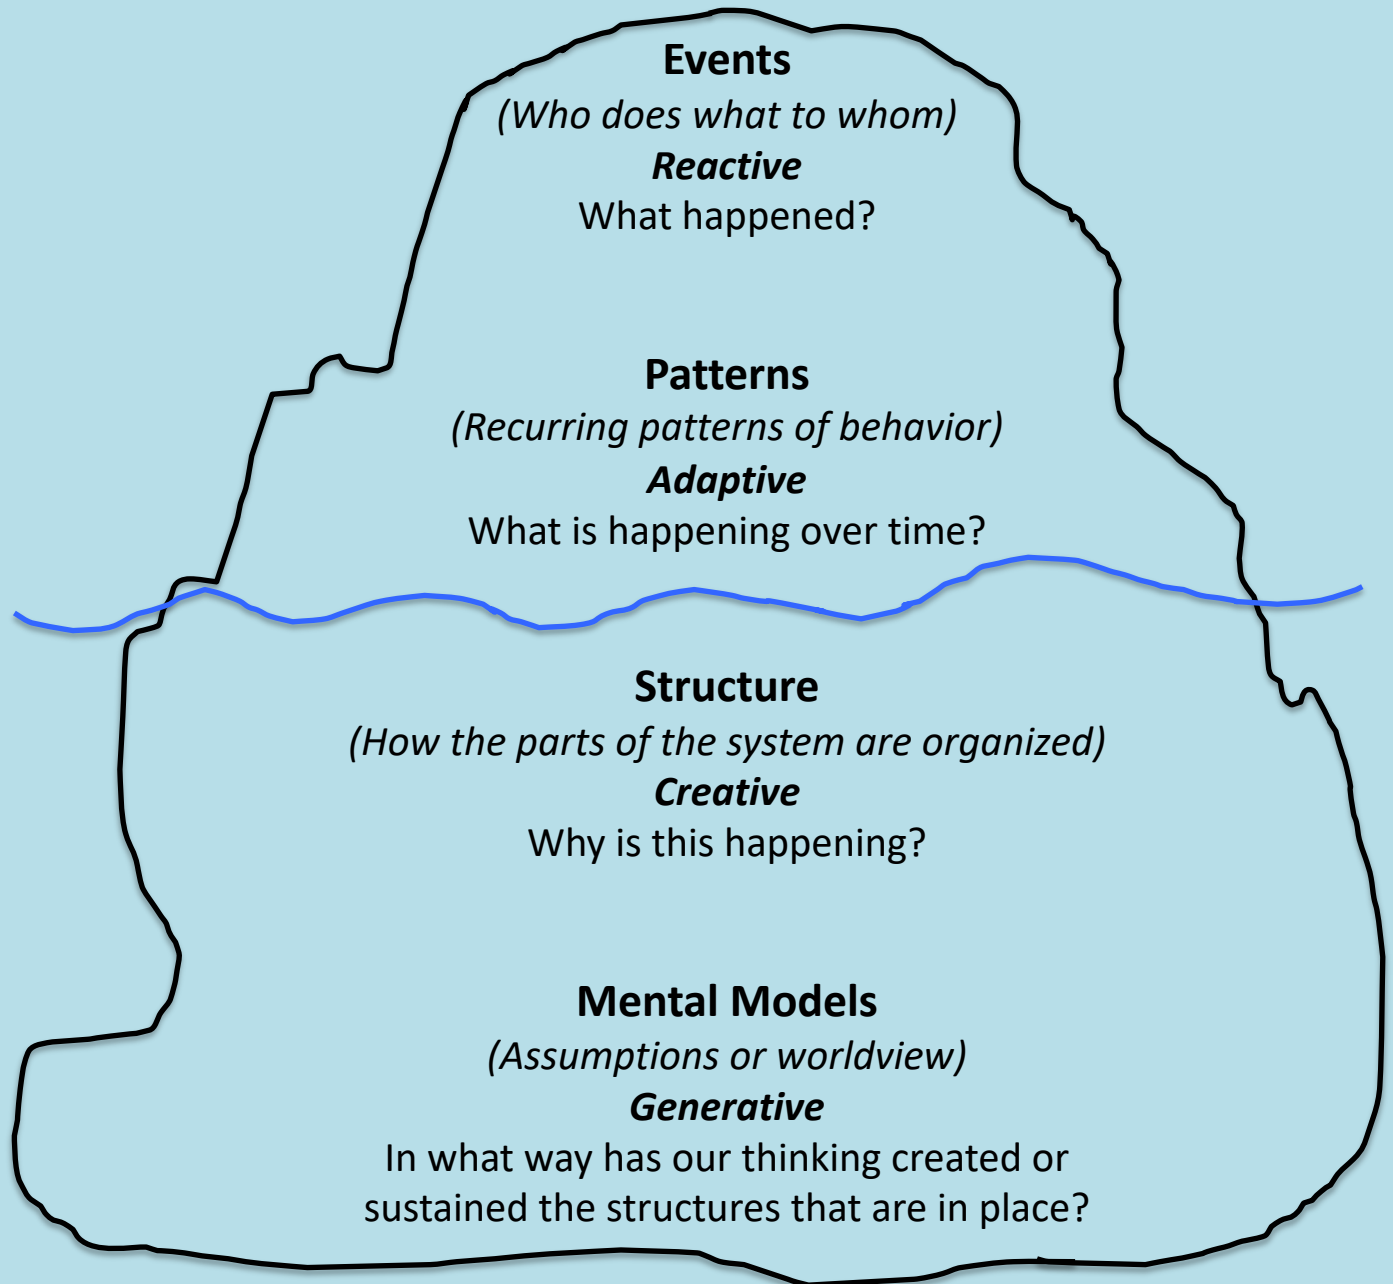 Events
(Who does what to whom)
Reactive
What happened?
Patterns
(Recurring patterns of behavior)
Adaptive
What is happening over time?
Structure
(How the parts of the system are organized)
Creative
Why is this happening?
Mental Models
(Assumptions or worldview)
Generative
In what way has our thinking created or
sustained the structures that are in place?